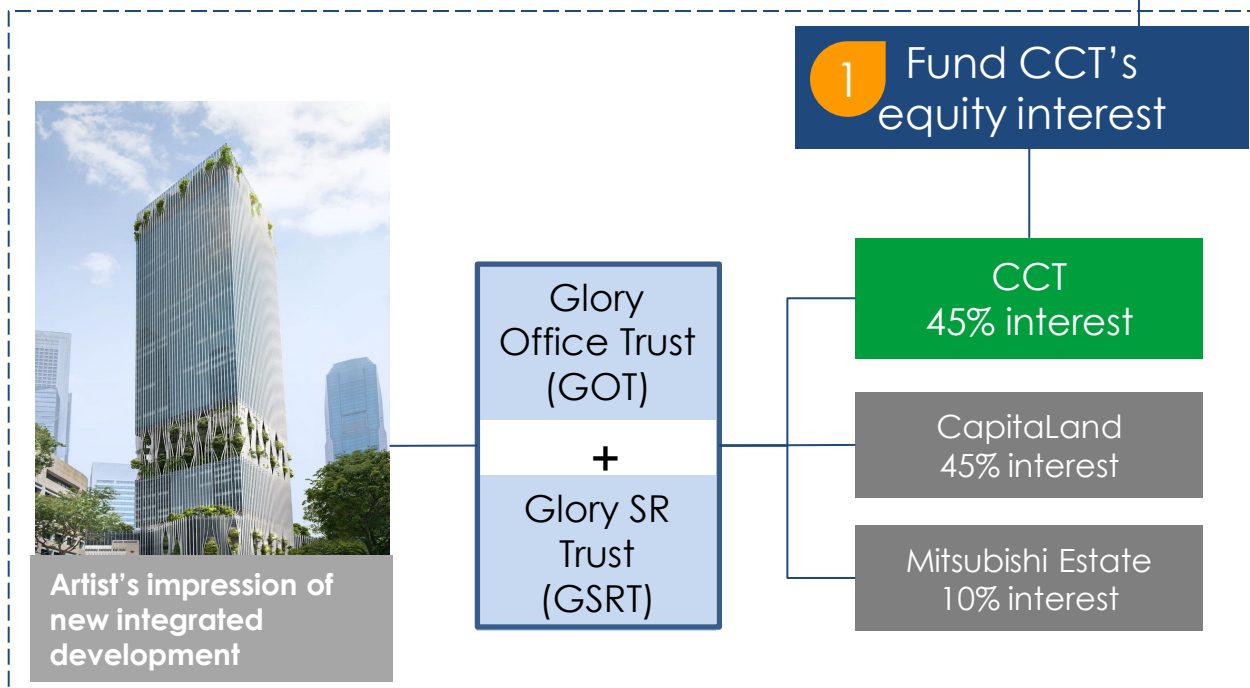 1
Fund CCT’s
equity interest
Glory
Office Trust
(GOT)
+
Glory SR
Trust
(GSRT)
CCT
45% interest
CapitaLand
45% interest
Mitsubishi Estate
10% interest
Artist’s impression of
new integrated
development